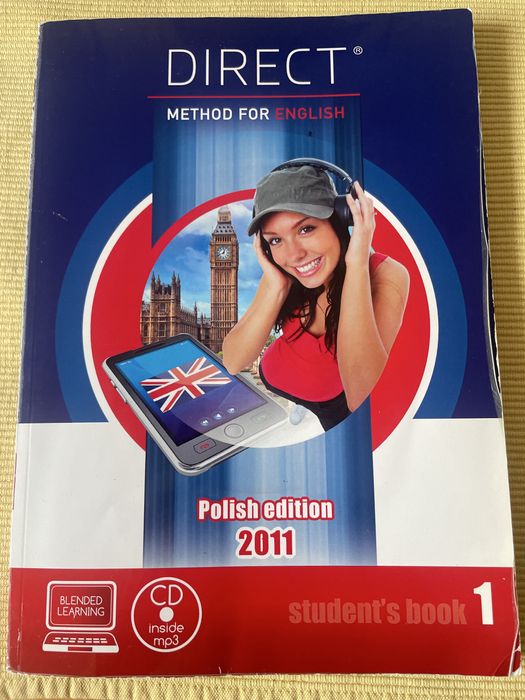 DIRECT®
METHOD FOR ENGLISH
Polish edition
2011
BLENDED
LEARNING
CD
inside
mp3
student's book 1